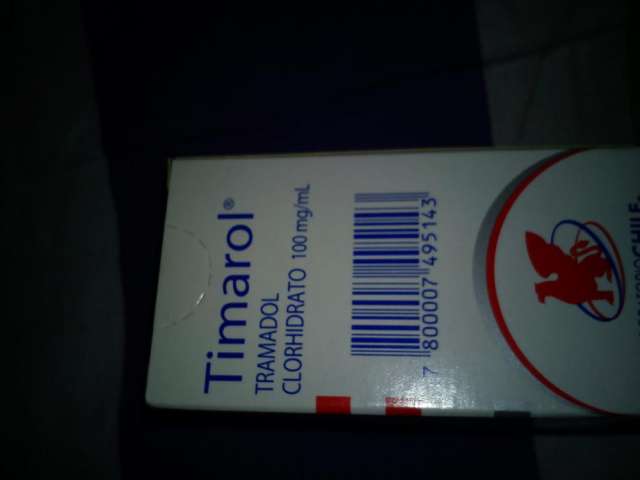 Timarol®
TRAMADOL
CLORHIDRATO 100 mg/mL
7 800007 495143